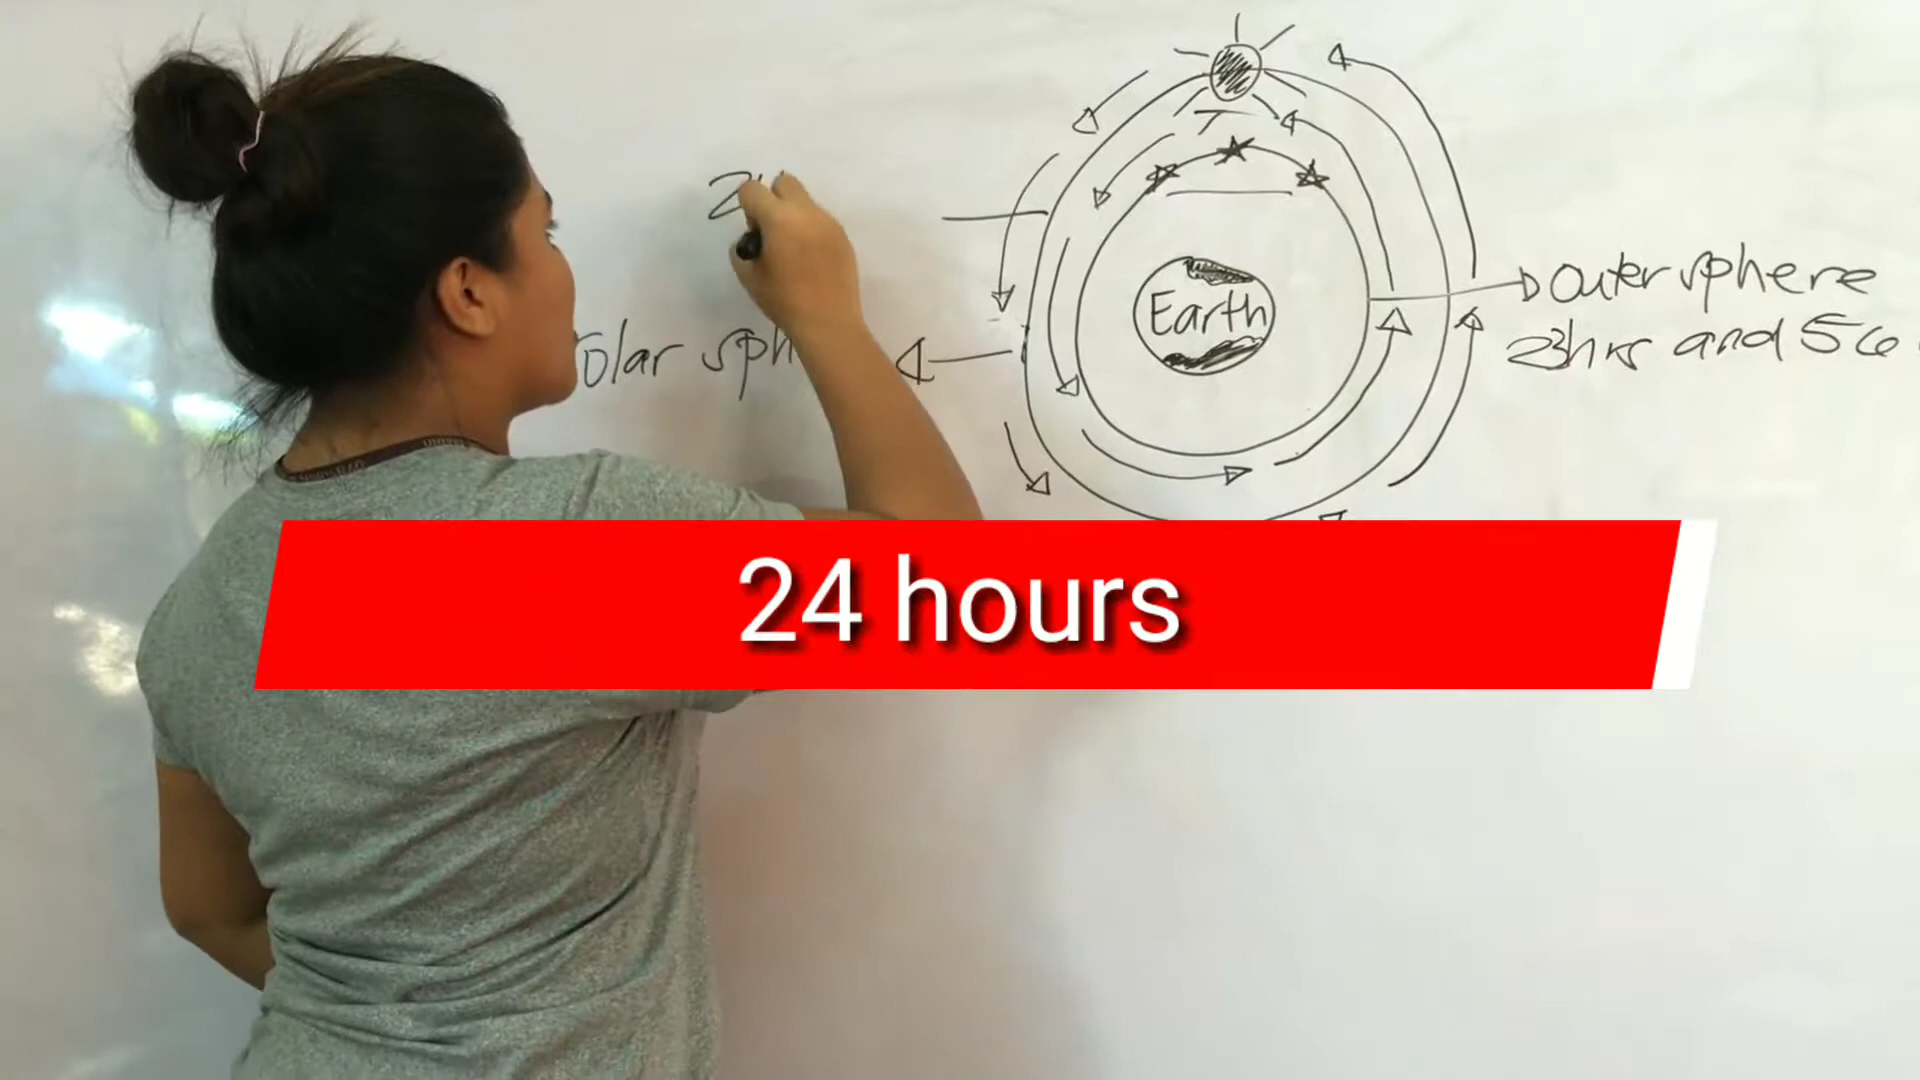 Earth
outer sphere
23hrs and 56
olar sph
24 hours